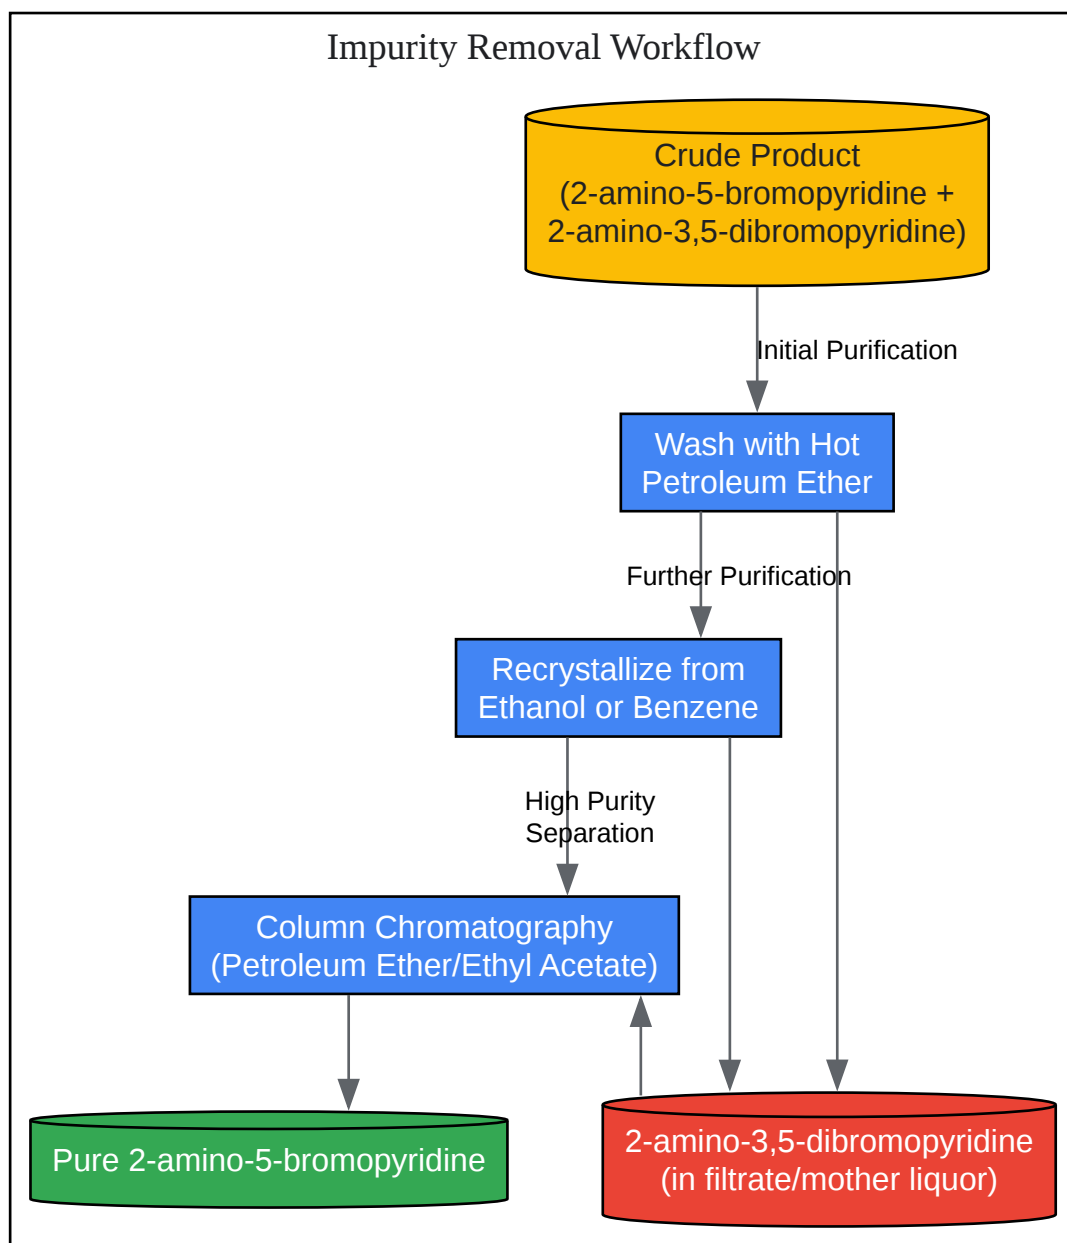 Impurity Removal Workflow
Crude Product
(2-amino-5-bromopyridine +
2-amino-3,5-dibromopyridine)
Initial Purification
Wash with Hot
Petroleum Ether
Further Purification
Recrystallize from
Ethanol or Benzene
High Purity
Separation
Column Chromatography
(Petroleum Ether/Ethyl Acetate)
Pure 2-amino-5-bromopyridine
2-amino-3,5-dibromopyridine
(in filtrate/mother liquor)